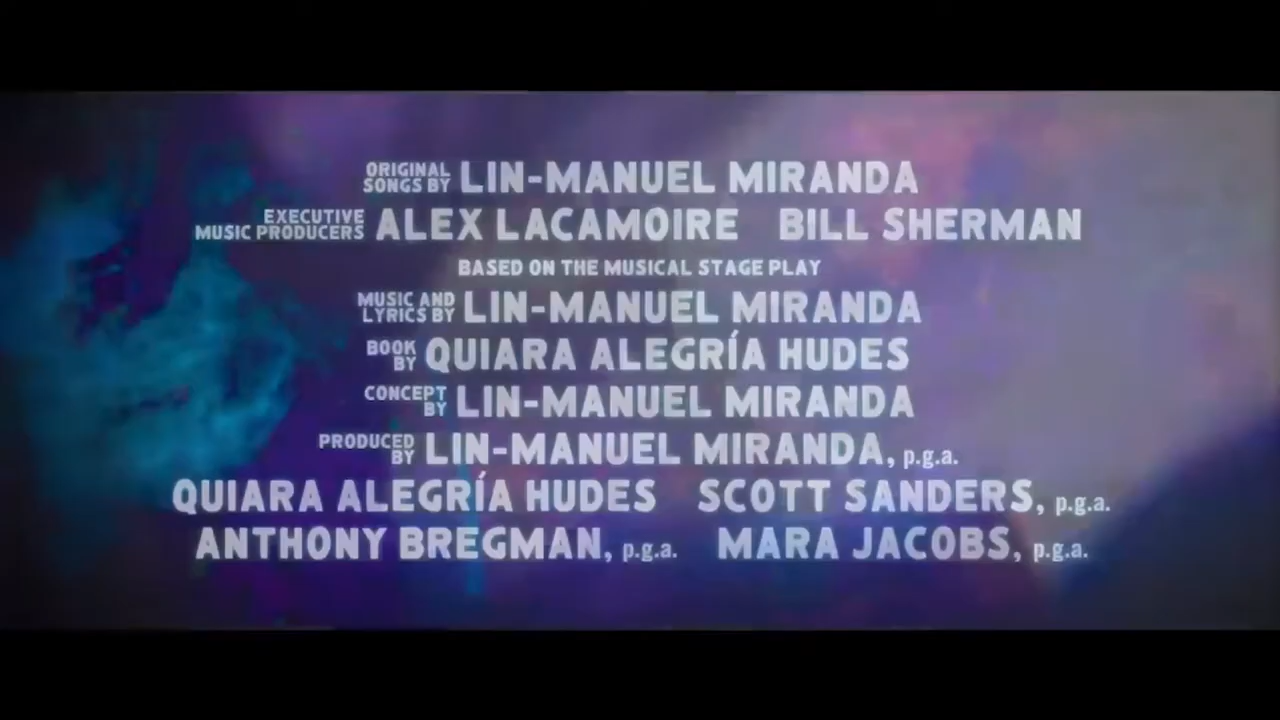 ORIGINAL SONGS BY LIN-MANUEL MIRANDA
EXECUTIVE MUSIC PRODUCERS ALEX LACAMOIRE BILL SHERMAN
BASED ON THE MUSICAL STAGE PLAY
MUSIC AND LYRICS BY LIN-MANUEL MIRANDA
BOOK BY QUIARA ALEGRÍA HUDES
CONCEPT BY LIN-MANUEL MIRANDA
PRODUCED BY LIN-MANUEL MIRANDA, p.g.a.
QUIARA ALEGRÍA HUDES SCOTT SANDERS, p.g.a.
ANTHONY BREGMAN, p.g.a. MARA JACOBS, p.g.a.